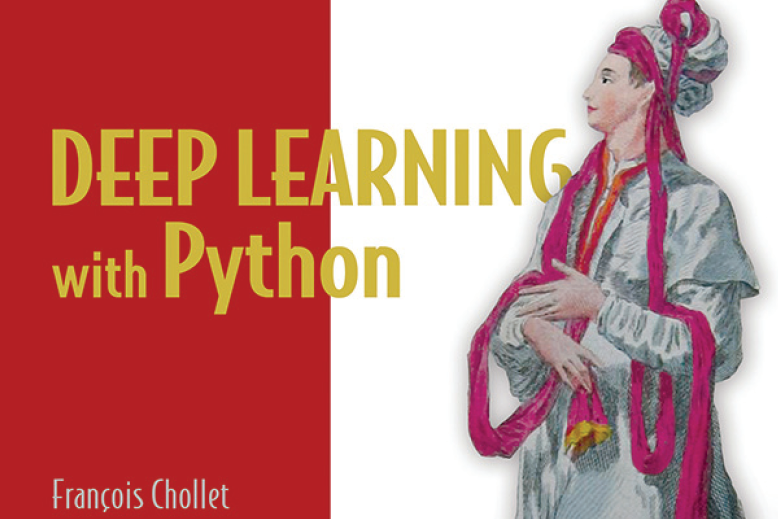 DEEP LEARNING
with Python
François Chollet